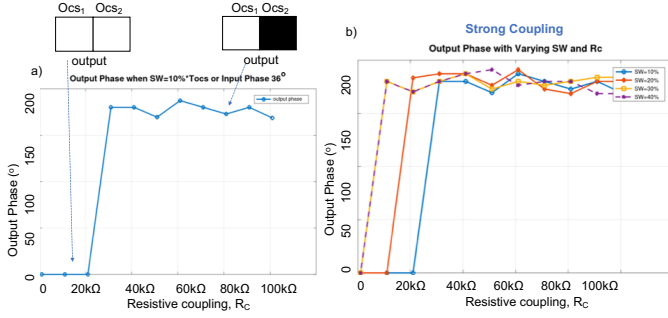 Ocs1 Ocs2
output
Ocs1 Ocs2
output
a)
Output Phase when SW=10%*Tocs or Input Phase 36°
output phase
Output Phase (°)
200
150
100
50
0
0 20kΩ 40kΩ 60kΩ 80kΩ 100kΩ
Resistive coupling, RC
b)
Strong Coupling
Output Phase with Varying SW and Rc
SW=10%
SW=20%
SW=30%
SW=40%
Output Phase (°)
200
150
100
50
0
0 20kΩ 40kΩ 60kΩ 80kΩ 100kΩ
Resistive coupling, RC